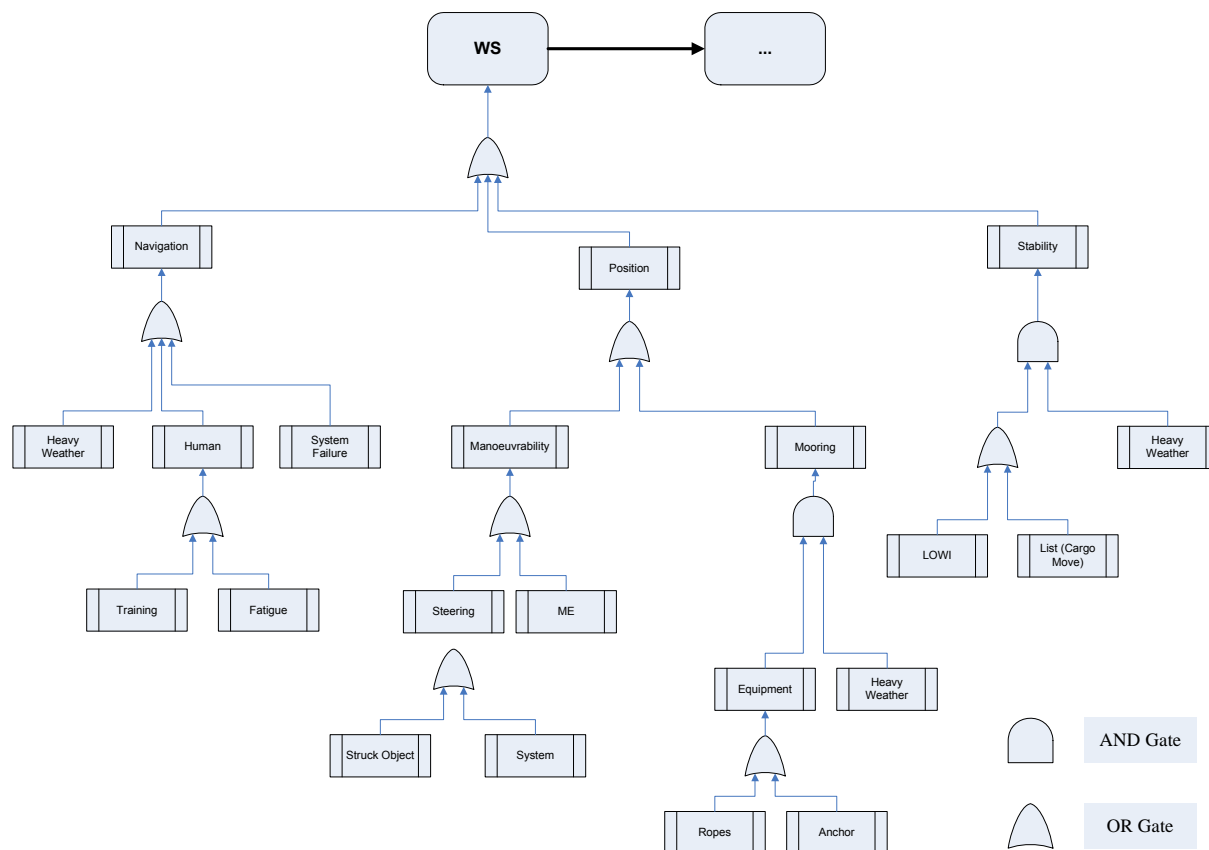 WS
...
Navigation
Position
Stability
Heavy
Weather
Human
System
Failure
Manoeuvrability
Mooring
Heavy
Weather
LOWI
List (Cargo
Move)
Training
Fatigue
Steering
ME
Equipment
Heavy
Weather
Struck Object
System
AND Gate
Ropes
Anchor
OR Gate